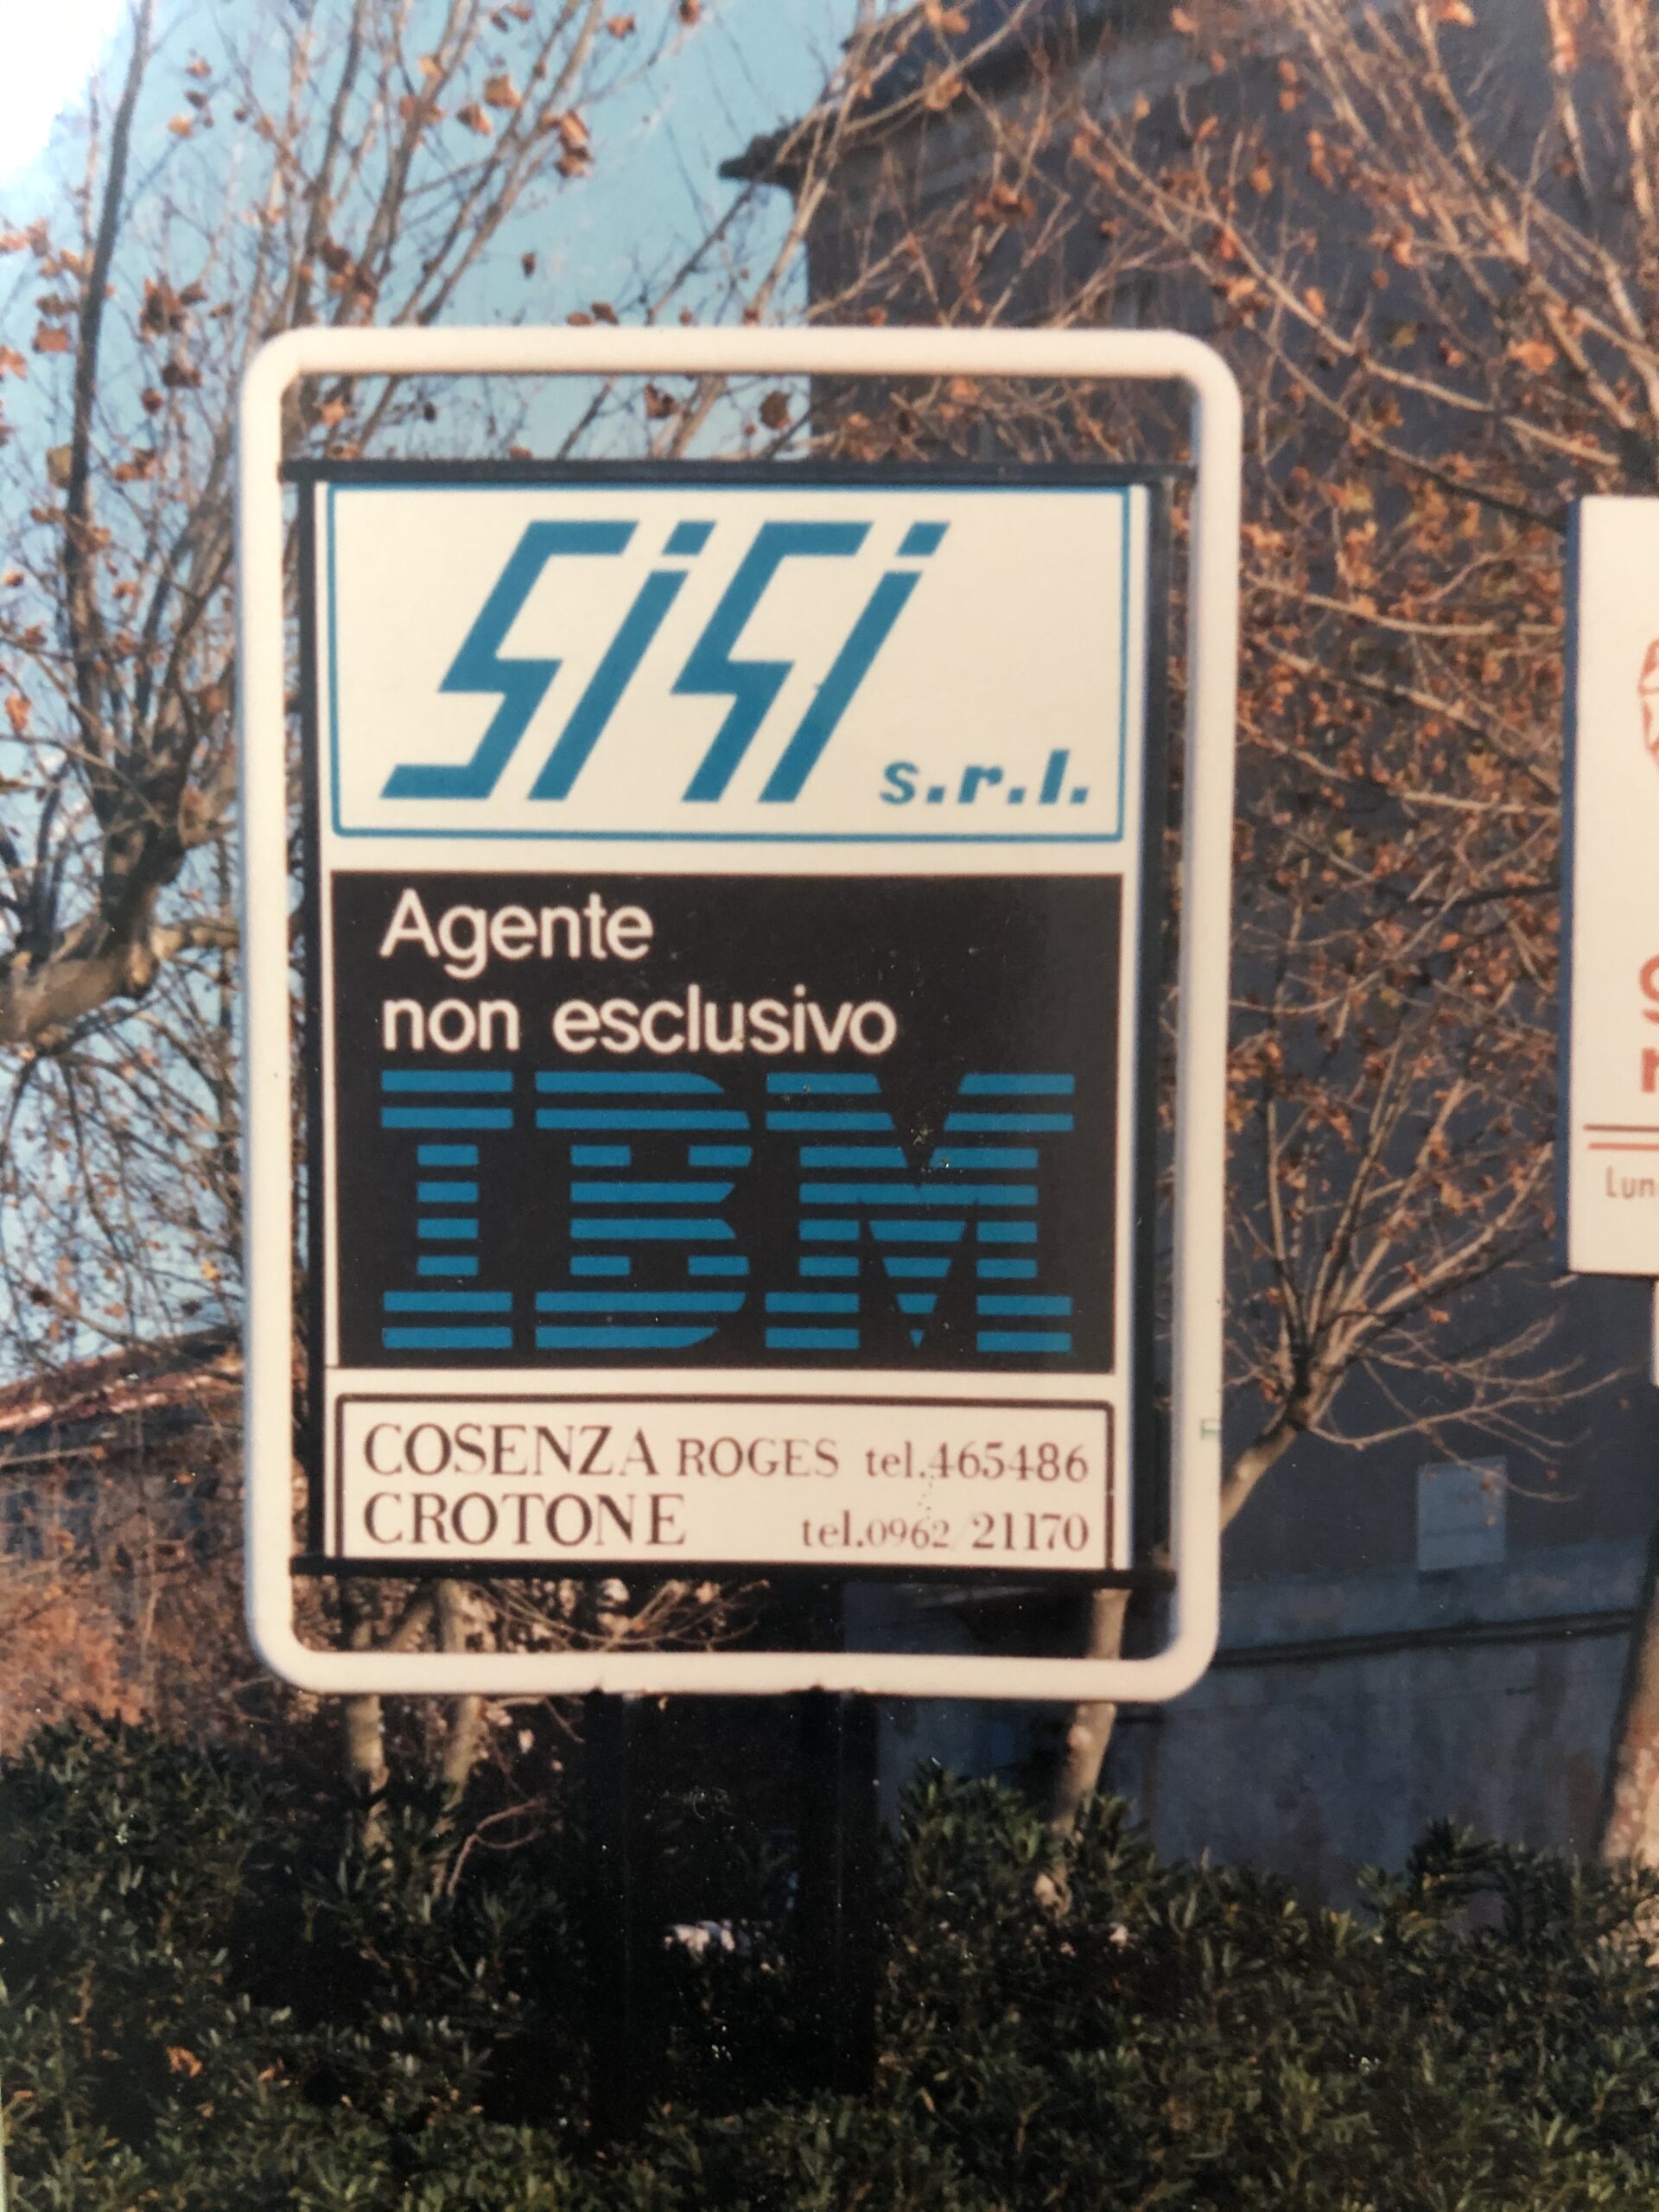 SiSi s.r.l.
Agente
non esclusivo
IBM
COSENZA ROGES tel.465486
CROTONE tel.0962/21170